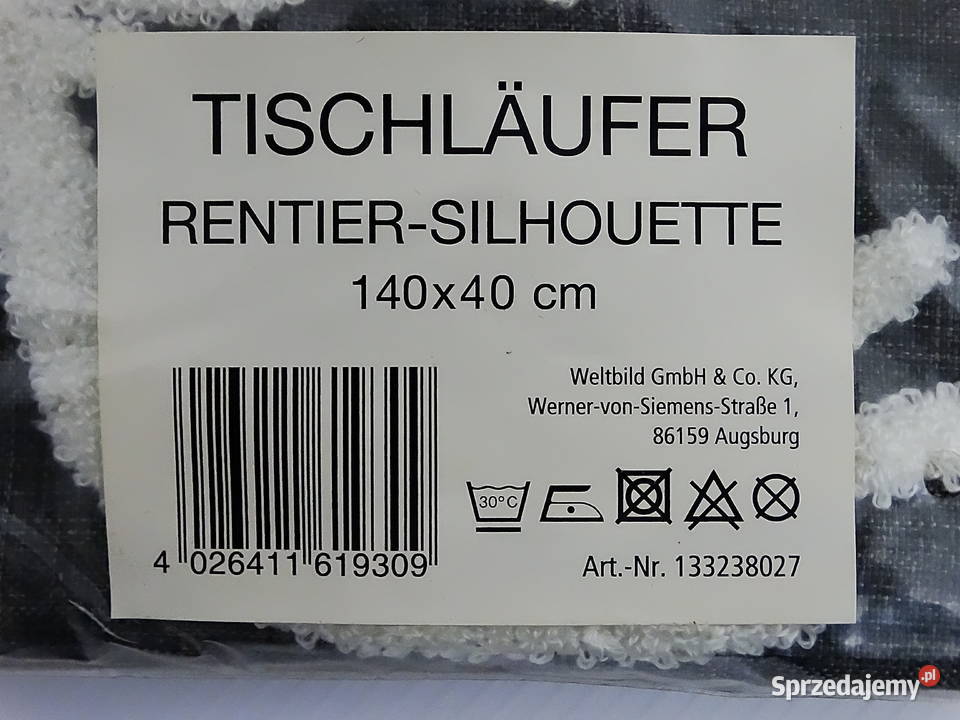 TISCHLÄUFER
RENTIER-SILHOUETTE
140x40 cm
Weltbild GmbH & Co. KG,
Werner-von-Siemens-Straße 1,
86159 Augsburg
30°C
4 026411 619309
Art.-Nr. 133238027
Sprzedajemy.pl